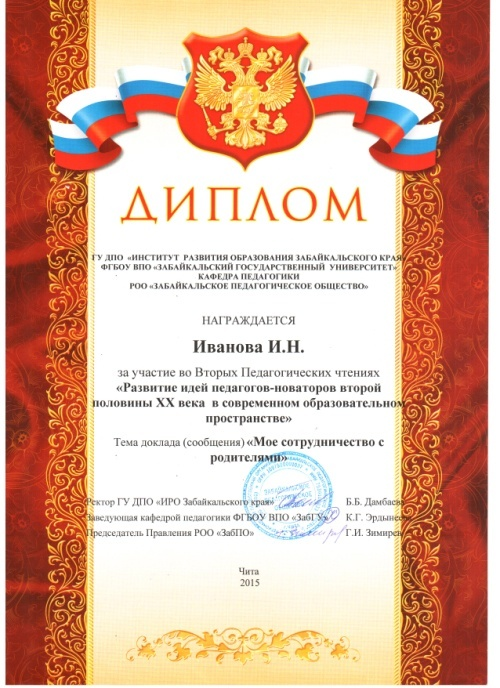 ДИПЛОМ
ГУ ДПО «ИНСТИТУТ РАЗВИТИЯ ОБРАЗОВАНИЯ ЗАБАЙКАЛЬСКОГО КРАЯ»
ФГБОУ ВПО «ЗАБАЙКАЛЬСКИЙ ГОСУДАРСТВЕННЫЙ УНИВЕРСИТЕТ»
КАФЕДРА ПЕДАГОГИКИ
РОО «ЗАБАЙКАЛЬСКОЕ ПЕДАГОГИЧЕСКОЕ ОБЩЕСТВО»
НАГРАЖДАЕТСЯ
Иванова И.Н.
за участие во Вторых Педагогических чтениях
«Развитие идей педагогов-новаторов второй
половины XX века в современном образовательном
пространстве»
Тема доклада (сообщения) «Мое сотрудничество с
родителями»
Ректор ГУ ДПО «ИРО Забайкальского края» Б.Б. Дамбаева
Заведующая кафедрой педагогики ФГБОУ ВПО «ЗабГУ» К.Г. Эрдынеева
Председатель Правления РОО «ЗабПО» Г.И. Зимирев
Чита
2015